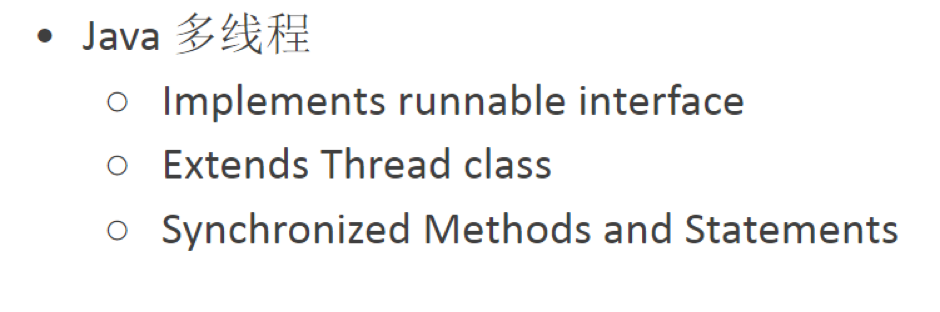 • Java 多线程
○ Implements runnable interface
○ Extends Thread class
○ Synchronized Methods and Statements